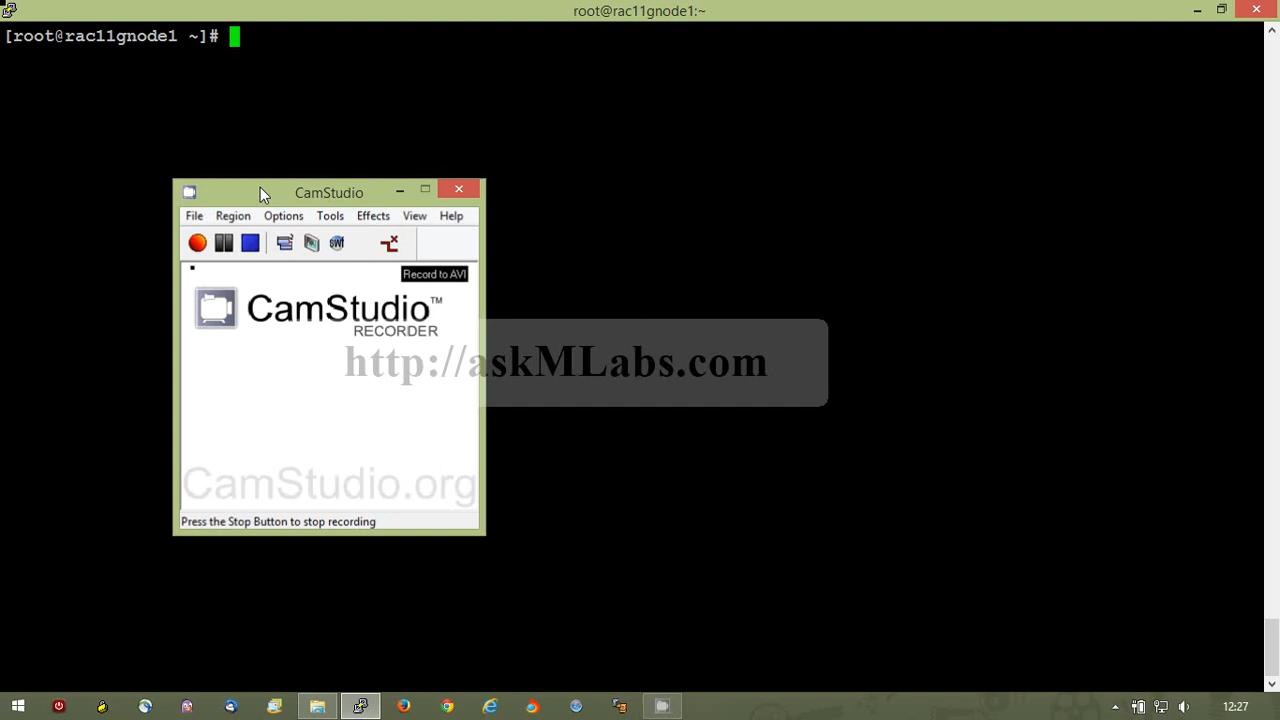 root@rac11gnode1:~
[root@rac11gnode1 ~]#
CamStudio
File Region Options Tools Effects View Help
swf
Record to AVI
CamStudio™
RECORDER
http://askMLabs.com
CamStudio.org
Press the Stop Button to stop recording
12:27